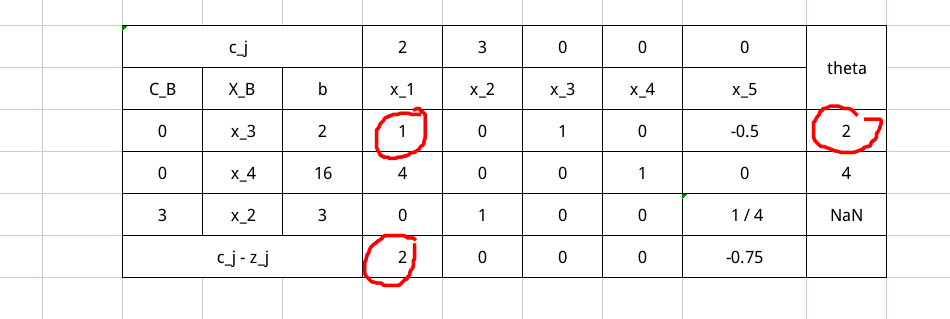 c_j 2 3 0 0 0 theta
C_B X_B b x_1 x_2 x_3 x_4 x_5
0 x_3 2 1 0 1 0 -0.5 2
0 x_4 16 4 0 0 1 0 4
3 x_2 3 0 1 0 0 1 / 4 NaN
c_j - z_j 2 0 0 0 -0.75